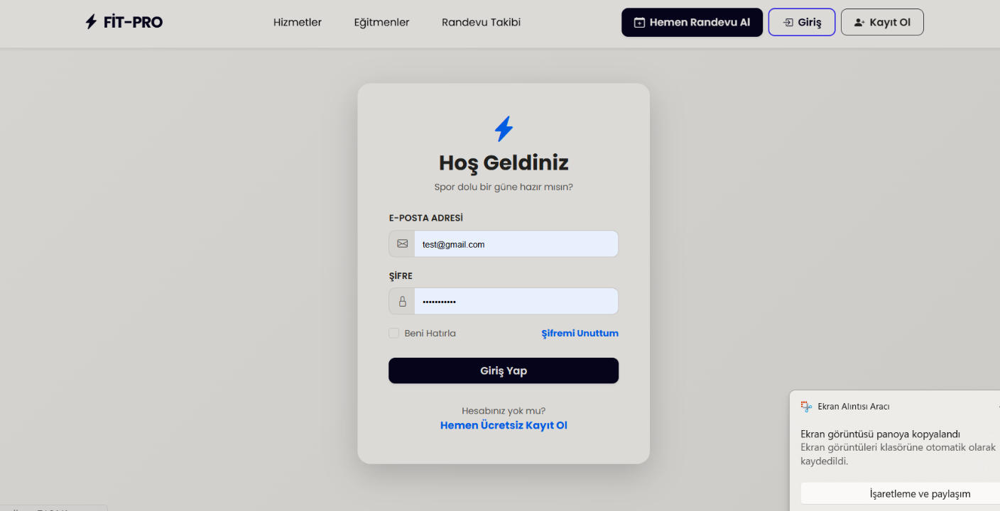 FİT-PRO
Hizmetler
Eğitmenler
Randevu Takibi
Hemen Randevu Al
Giriş
Kayıt Ol
Hoş Geldiniz
Spor dolu bir güne hazır mısın?
E-POSTA ADRESİ
test@gmail.com
ŞİFRE
•••••••••••
Beni Hatırla
Şifremi Unuttum
Giriş Yap
Hesabınız yok mu?
Hemen Ücretsiz Kayıt Ol
Ekran Alıntısı Aracı
Ekran görüntüsü panoya kopyalandı
Ekran görüntüleri klasörüne otomatik olarak
kaydedildi.
İşaretleme ve paylaşım